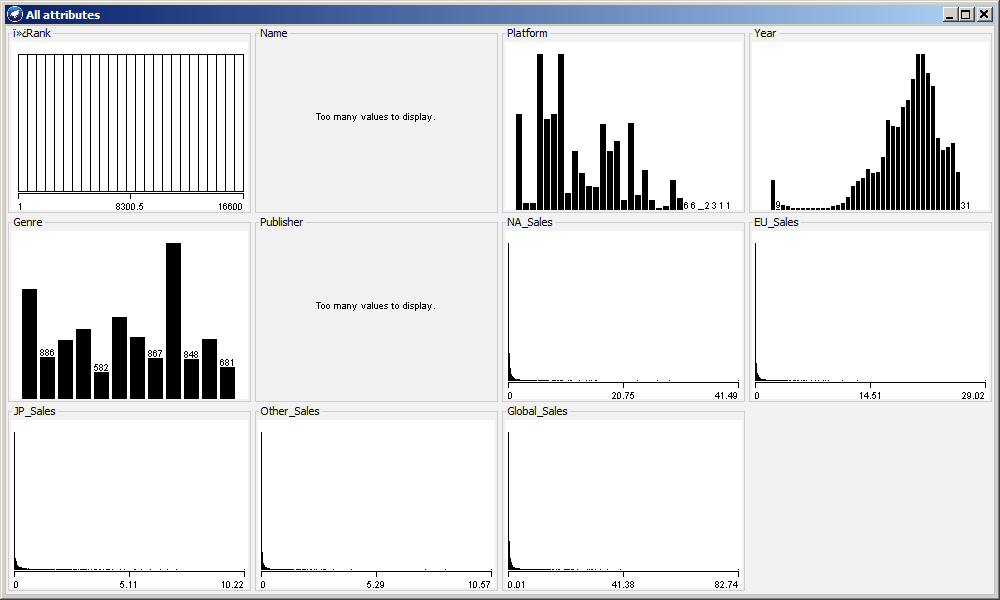 All attributes
ï»¿Rank
1 8300.5 16600
Name
Too many values to display.
Platform
6 6 _ 2 3 1 1
Year
9 31
Genre
886 582 867 848 681
Publisher
Too many values to display.
NA_Sales
0 20.75 41.49
EU_Sales
0 14.51 29.02
JP_Sales
0 5.11 10.22
Other_Sales
0 5.29 10.57
Global_Sales
0.01 41.38 82.74